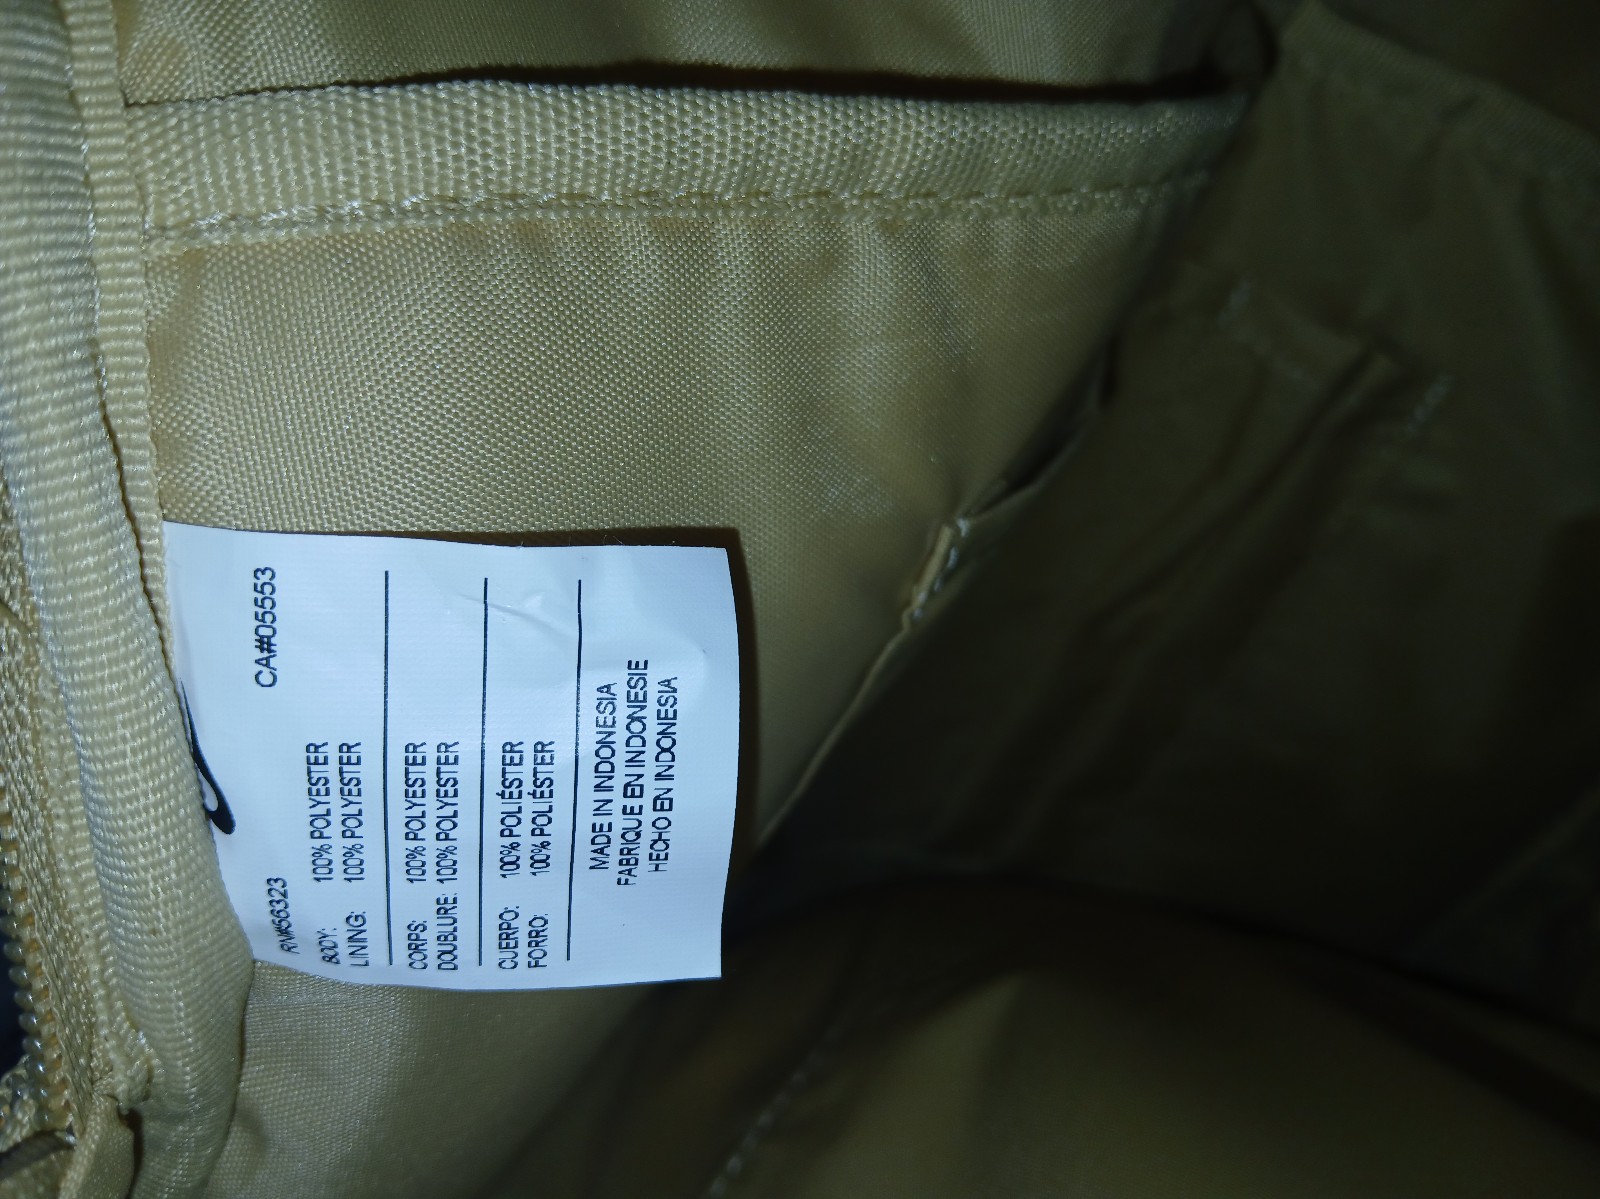 RN#56323 CA#05553
BODY: 100% POLYESTER
LINING: 100% POLYESTER
CORPS: 100% POLYESTER
DOUBLURE: 100% POLYESTER
CUERPO: 100% POLIÉSTER
FORRO: 100% POLIÉSTER
MADE IN INDONESIA
FABRIQUE EN INDONESIE
HECHO EN INDONESIA